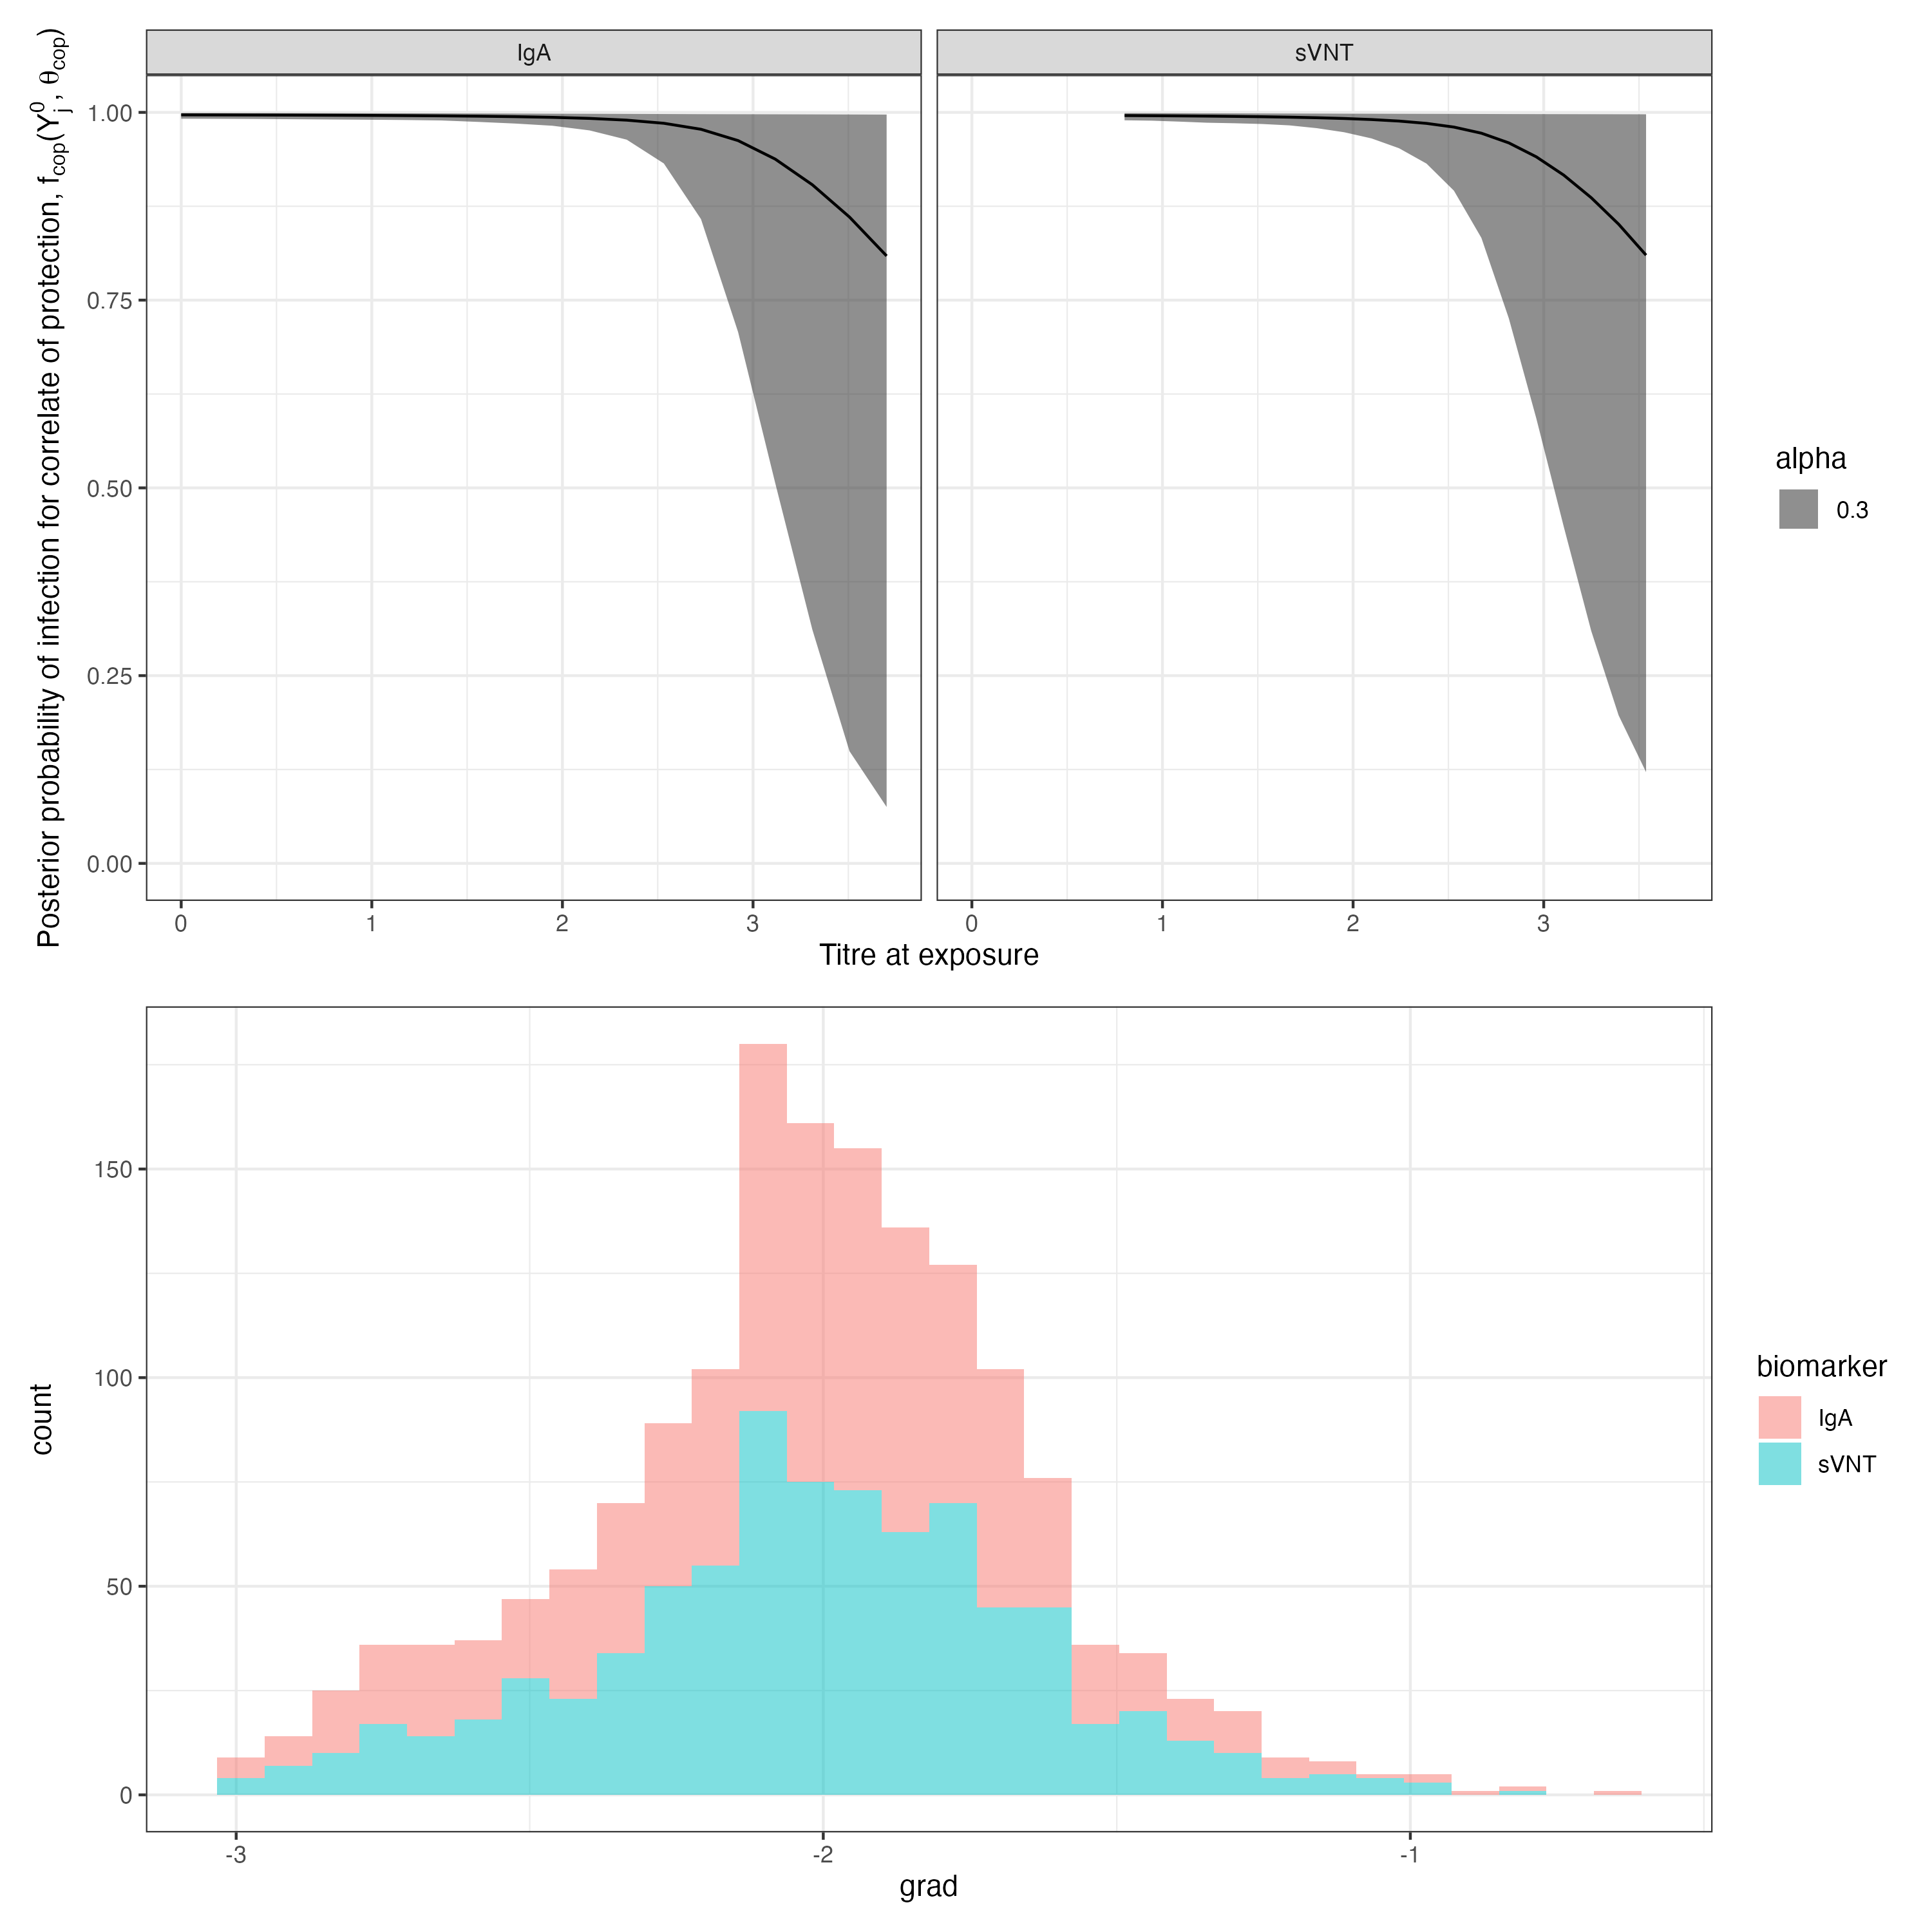 IgA
sVNT
Posterior probability of infection for correlate of protection, f_cop(Y_j^0, θ_cop)
1.00
0.75
0.50
0.25
0.00
0 1 2 3
0 1 2 3
Titre at exposure
alpha
0.3
count
150
100
50
0
-3 -2 -1
grad
biomarker
IgA
sVNT